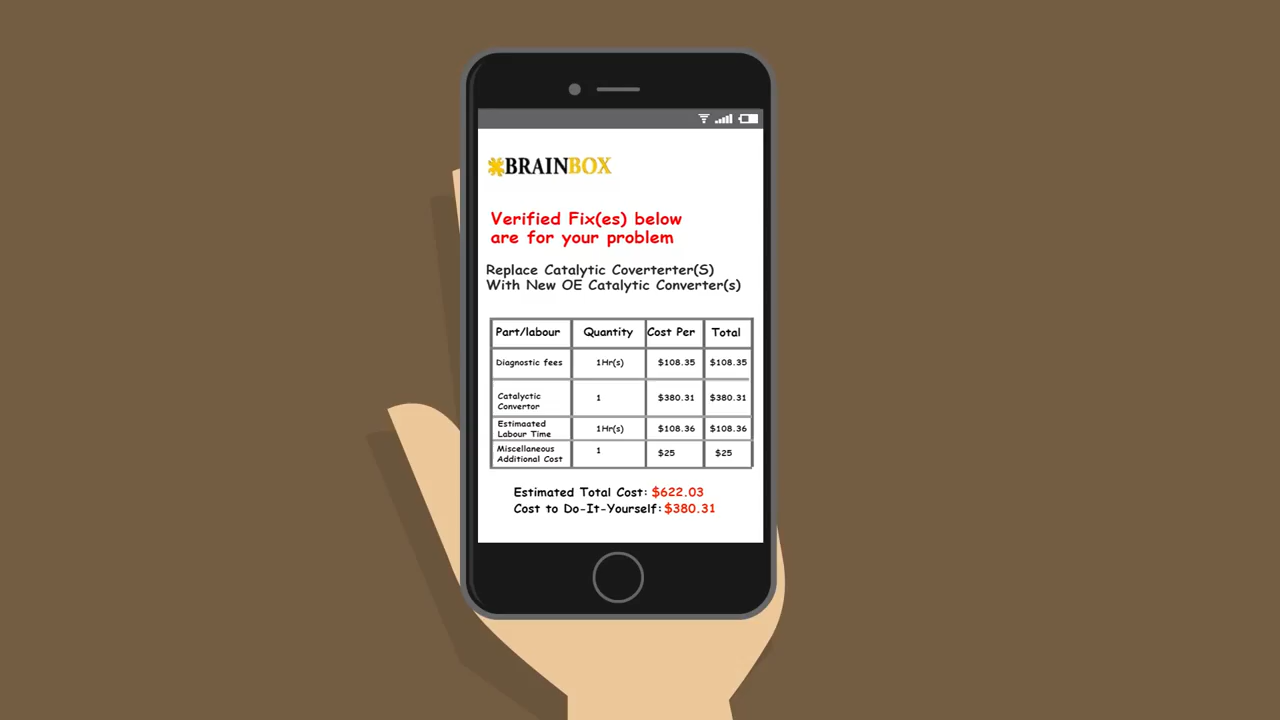 BRAINBOX
Verified Fix(es) below
are for your problem
Replace Catalytic Coverterter(S)
With New OE Catalytic Converter(s)
Part/labour Quantity Cost Per Total
Diagnostic fees 1Hr(s) $108.35 $108.35
Catalyctic
Convertor 1 $380.31 $380.31
Estimaated
Labour Time 1Hr(s) $108.36 $108.36
Miscellaneous
Additional Cost 1 $25 $25
Estimated Total Cost: $622.03
Cost to Do-It-Yourself: $380.31